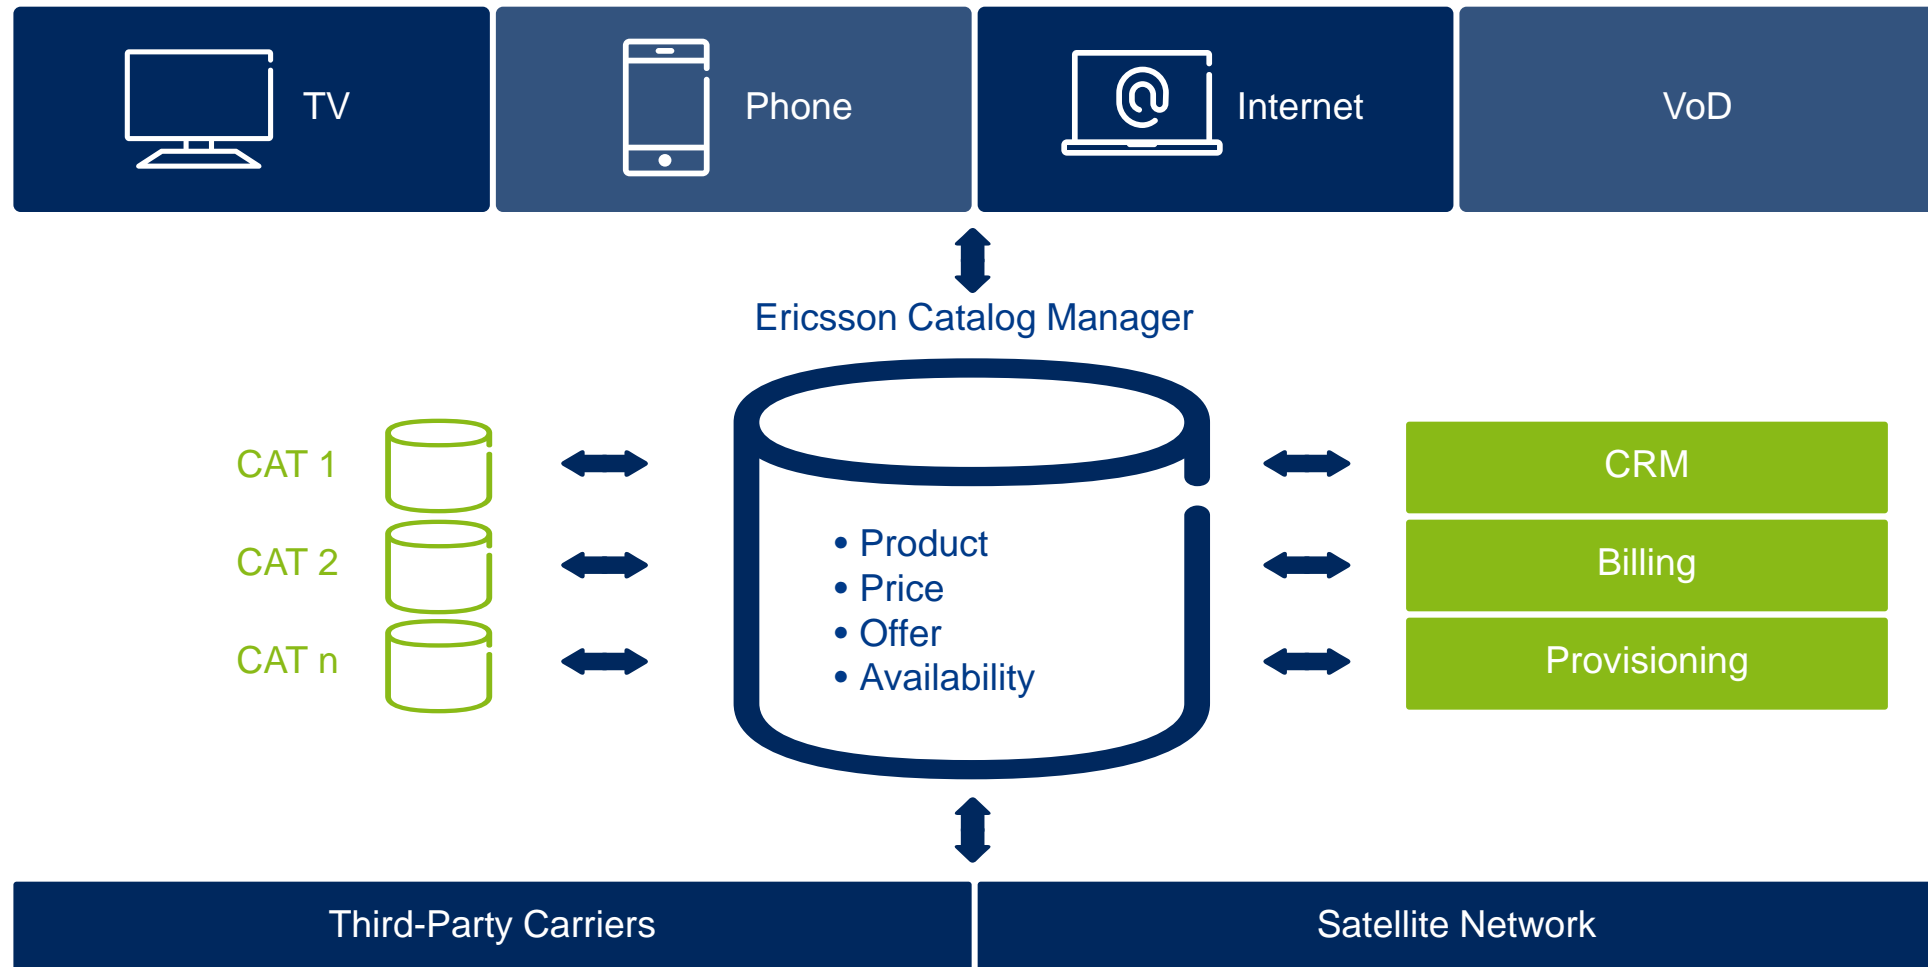 TV
Phone
Internet
VoD
Ericsson Catalog Manager
CAT 1
CAT 2
CAT n
• Product
• Price
• Offer
• Availability
CRM
Billing
Provisioning
Third-Party Carriers
Satellite Network